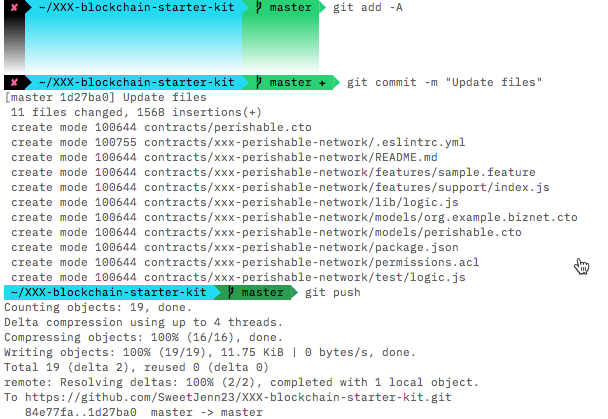 ✘ ~/XXX-blockchain-starter-kit master git add -A
✘ ~/XXX-blockchain-starter-kit master + git commit -m "Update files"
[master 1d27ba0] Update files
11 files changed, 1568 insertions(+)
create mode 100644 contracts/perishable.cto
create mode 100755 contracts/xxx-perishable-network/.eslintrc.yml
create mode 100644 contracts/xxx-perishable-network/README.md
create mode 100644 contracts/xxx-perishable-network/features/sample.feature
create mode 100644 contracts/xxx-perishable-network/features/support/index.js
create mode 100644 contracts/xxx-perishable-network/lib/logic.js
create mode 100644 contracts/xxx-perishable-network/models/org.example.biznet.cto
create mode 100644 contracts/xxx-perishable-network/models/perishable.cto
create mode 100644 contracts/xxx-perishable-network/package.json
create mode 100644 contracts/xxx-perishable-network/permissions.acl
create mode 100644 contracts/xxx-perishable-network/test/logic.js
~/XXX-blockchain-starter-kit master git push
Counting objects: 19, done.
Delta compression using up to 4 threads.
Compressing objects: 100% (16/16), done.
Writing objects: 100% (19/19), 11.75 KiB | 0 bytes/s, done.
Total 19 (delta 2), reused 0 (delta 0)
remote: Resolving deltas: 100% (2/2), completed with 1 local object.
To https://github.com/SweetJenn23/XXX-blockchain-starter-kit.git
84e77fa..1d27ba0 master -> master